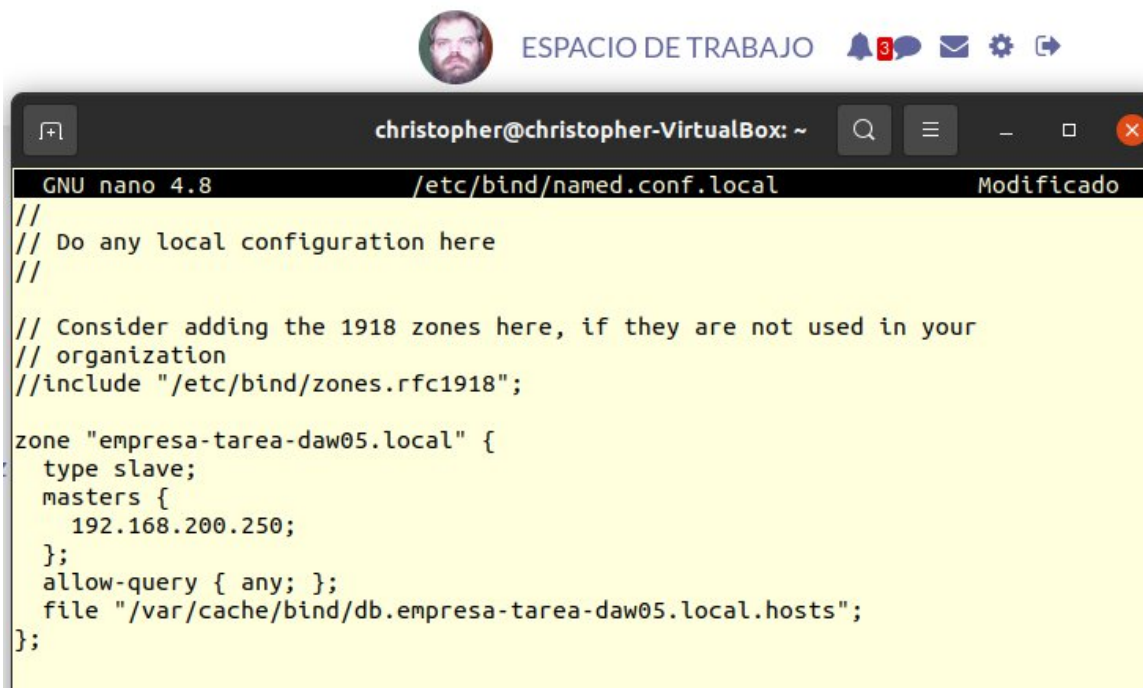 ESPACIO DE TRABAJO 3
christopher@christopher-VirtualBox: ~
GNU nano 4.8 /etc/bind/named.conf.local Modificado
//
// Do any local configuration here
//
// Consider adding the 1918 zones here, if they are not used in your
// organization
//include "/etc/bind/zones.rfc1918";
zone "empresa-tarea-daw05.local" {
type slave;
masters {
192.168.200.250;
};
allow-query { any; };
file "/var/cache/bind/db.empresa-tarea-daw05.local.hosts";
};